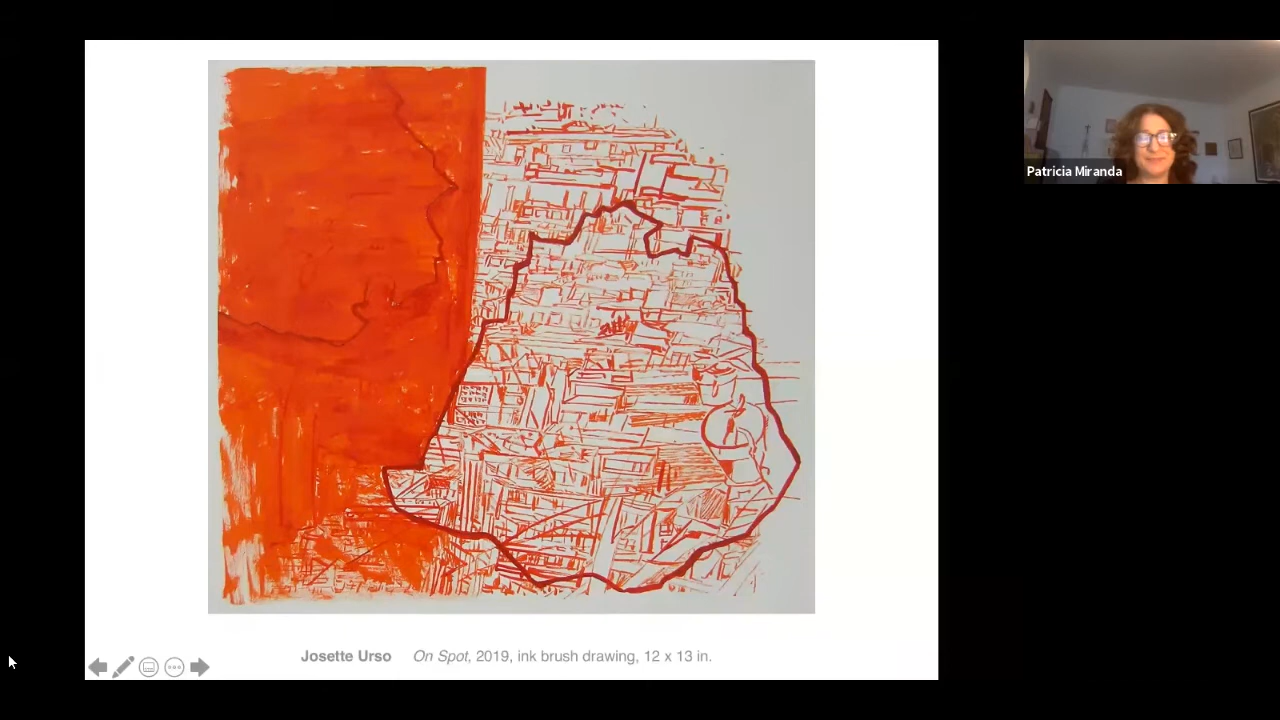 Patricia Miranda
Josette Urso On Spot, 2019, ink brush drawing, 12 x 13 in.